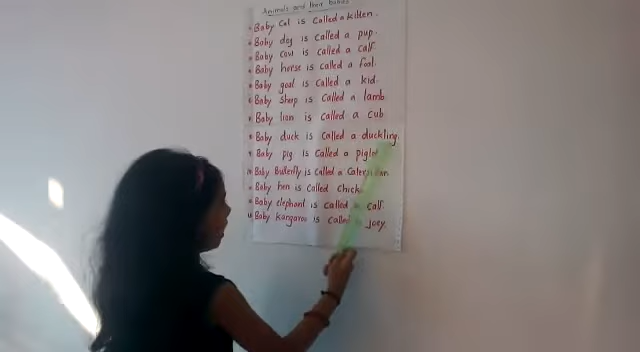 Animals and their Babies
Baby Cat is called a kitten.
Baby dog is called a pup.
Baby cow is called a calf.
Baby horse is called a foal.
Baby goat is called a kid.
Baby sheep is called a lamb
Baby lion is called a cub
Baby duck is called a duckling.
Baby pig is called a piglet
Baby Butterfly is called a
Baby hen is called chick
Baby elephant is called a calf.
Baby kangaroo is called a joey.